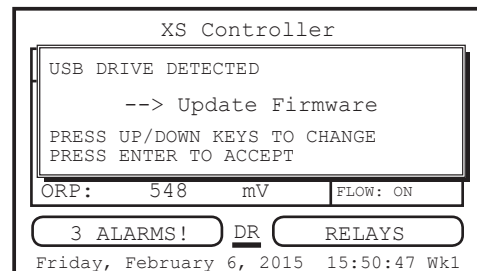 XS Controller
USB DRIVE DETECTED
--> Update Firmware
PRESS UP/DOWN KEYS TO CHANGE
PRESS ENTER TO ACCEPT
ORP: 548 mV FLOW: ON
3 ALARMS! DR RELAYS
Friday, February 6, 2015 15:50:47 Wk1